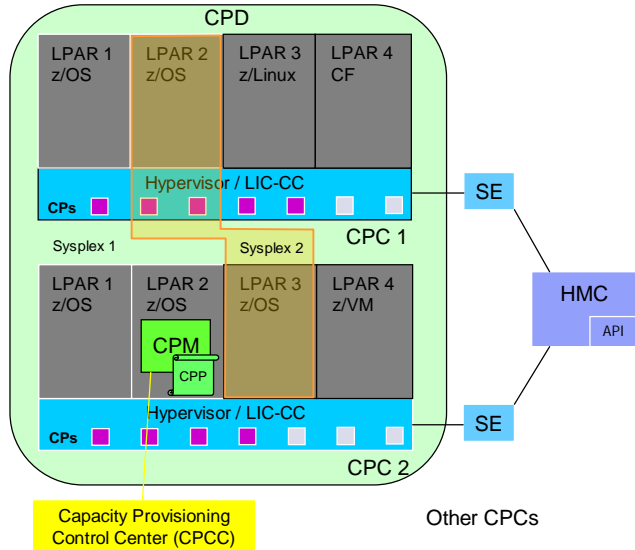 CPD
LPAR 1
z/OS
LPAR 2
z/OS
LPAR 3
z/Linux
LPAR 4
CF
Hypervisor / LIC-CC
CPs
CPC 1
SE
Sysplex 1
Sysplex 2
LPAR 1
z/OS
LPAR 2
z/OS
LPAR 3
z/OS
LPAR 4
z/VM
HMC
API
CPM
CPP
Hypervisor / LIC-CC
CPs
SE
CPC 2
Capacity Provisioning
Control Center (CPCC)
Other CPCs